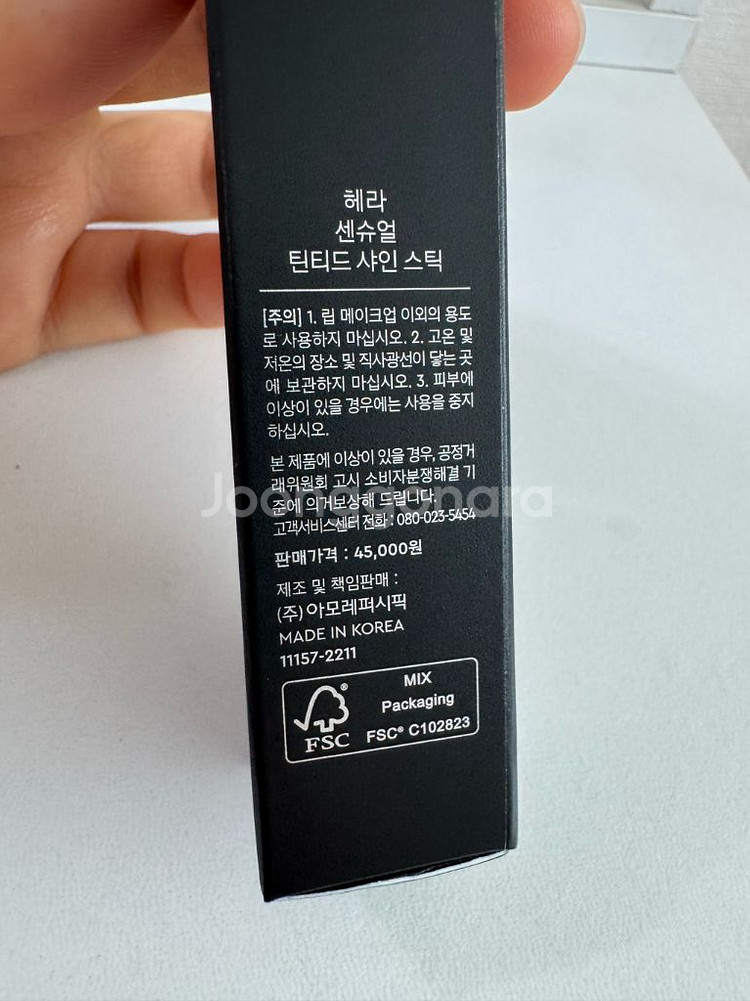 헤라
센슈얼
틴티드 샤인 스틱
[주의] 1. 립 메이크업 이외의 용도
로 사용하지 마십시오. 2. 고온 및
저온의 장소 및 직사광선이 닿는 곳
에 보관하지 마십시오. 3. 피부에
이상이 있을 경우에는 사용을 중지
하십시오.
본 제품에 이상이 있을 경우, 공정거
래위원회 고시 소비자분쟁해결 기
준에 의거보상해 드립니다.
Joonggonara
고객서비스센터 전화 : 080-023-5454
판매가격 : 45,000원
제조 및 책임판매 :
(주)아모레퍼시픽
MADE IN KOREA
11157-2211
MIX
Packaging
FSC® C102823
®
FSC